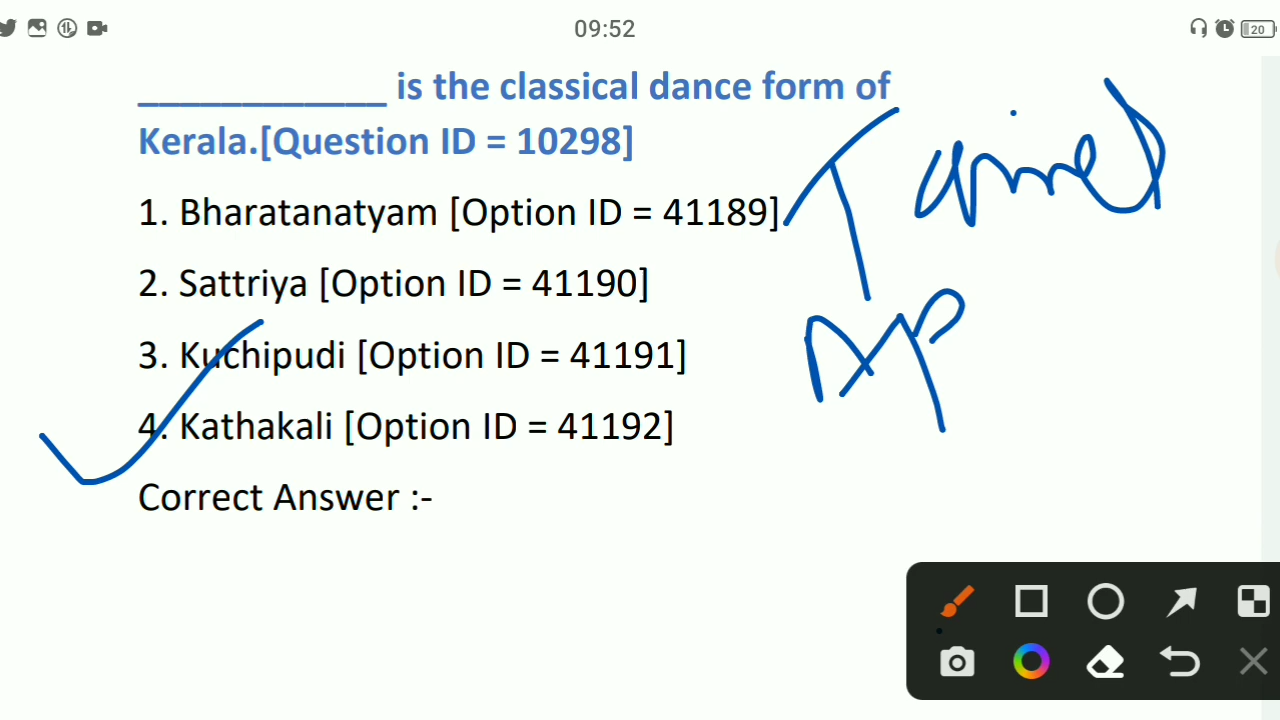 09:52
20
____________ is the classical dance form of
Kerala.[Question ID = 10298]
1. Bharatanatyam [Option ID = 41189]
Tamil
2. Sattriya [Option ID = 41190]
3. Kuchipudi [Option ID = 41191]
AP
4. Kathakali [Option ID = 41192]
Correct Answer :-